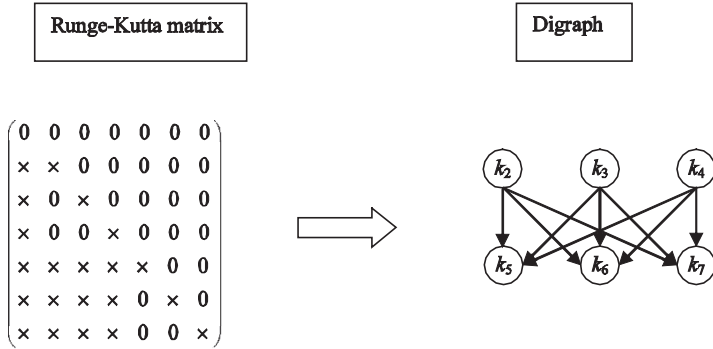 Runge-Kutta matrix
Digraph
0 0 0 0 0 0 0
× × 0 0 0 0 0
× 0 × 0 0 0 0
× 0 0 × 0 0 0
× × × × × 0 0
× × × × 0 × 0
× × × × 0 0 ×
k2 k3 k4
k5 k6 k7